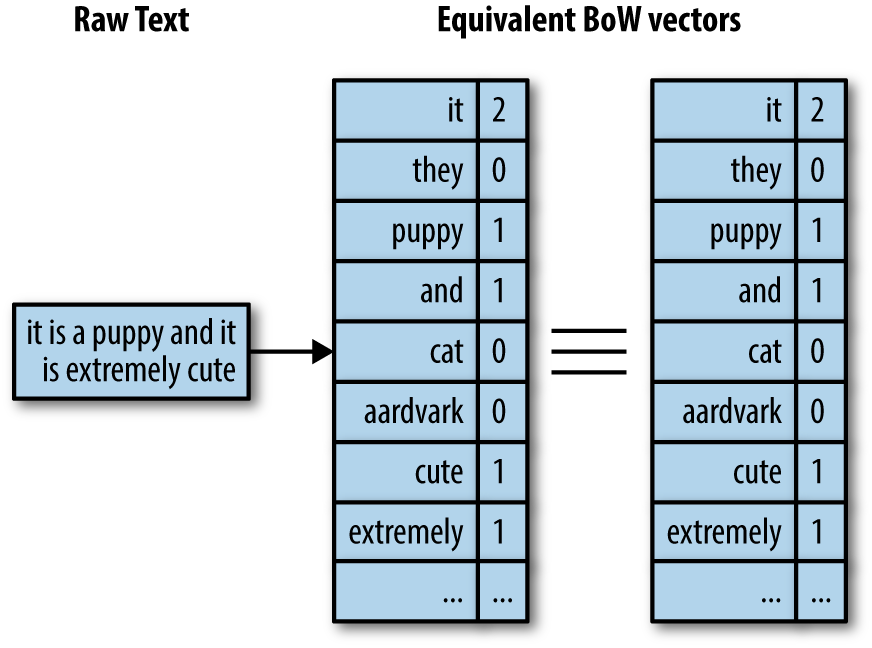 Raw Text
Equivalent BoW vectors
it is a puppy and it
is extremely cute
it 2
they 0
puppy 1
and 1
cat 0
aardvark 0
cute 1
extremely 1
... ...
it 2
they 0
puppy 1
and 1
cat 0
aardvark 0
cute 1
extremely 1
... ...